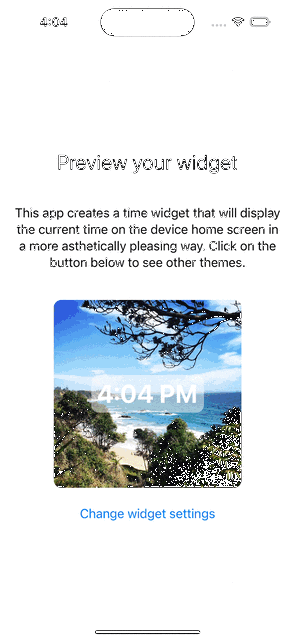 4:04
Preview your widget
This app creates a time widget that will display
the current time on the device home screen in
a more asthetically pleasing way. Click on the
button below to see other themes.
4:04 PM
Change widget settings